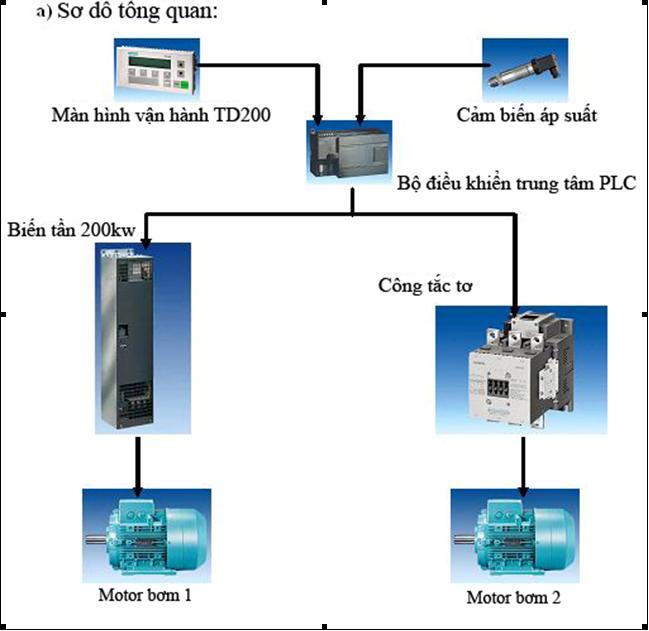 a) Sơ đồ tổng quan:
Màn hình vận hành TD200
Cảm biến áp suất
Bộ điều khiển trung tâm PLC
Biến tần 200kw
Công tắc tơ
Motor bơm 1
Motor bơm 2